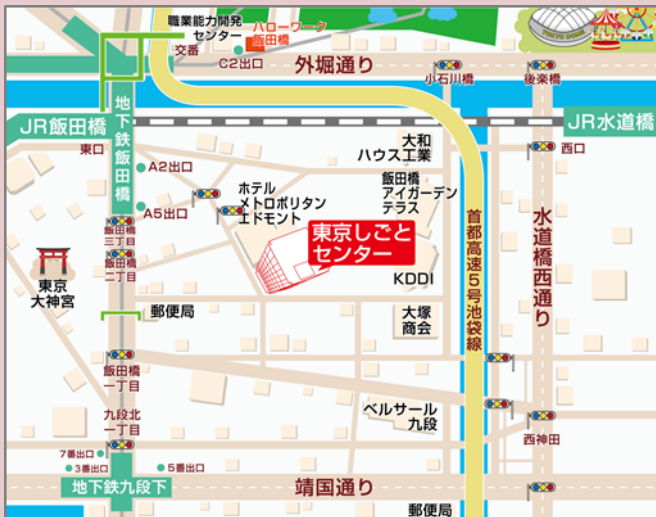 職業能力開発
センター
ハローワーク
飯田橋
交番
C2出口
外堀通り
小石川橋
後楽橋
TOKYO DOME
JR飯田橋
地下鉄飯田橋
JR水道橋
東口
西口
A2出口
大和
ハウス工業
飯田橋
アイガーデン
テラス
ホテル
メトロポリタン
エドモント
A5出口
飯田橋
三丁目
飯田橋
二丁目
東京しごと
センター
首都高速5号池袋線
水道橋西通り
東京
大神宮
KDDI
郵便局
大塚
商会
飯田橋
一丁目
九段北
一丁目
ベルサール
九段
西神田
7番出口
3番出口
5番出口
地下鉄九段下
靖国通り
郵便局